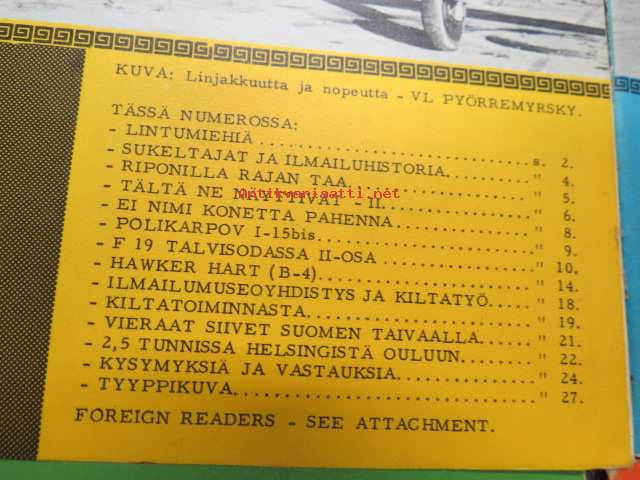 KUVA: Linjakkuutta ja nopeutta - VL PYÖRREMYRSKY.
TÄSSÄ NUMEROSSA:
- LINTUMIEHIÄ ........ s. 2.
- SUKELTAJAT JA ILMAILUHISTORIA........ " 4.
- RIPONILLA RAJAN TAA........ " 5.
- TÄLTÄ NE NÄYTTIVÄT - II........ " 6.
- EI NIMI KONETTA PAHENNA........ " 8.
- POLIKARPOV I-15bis........ " 9.
- F 19 TALVISODASSA II-OSA ........ " 10.
- HAWKER HART (B-4)........ " 14.
- ILMAILUMUSEOYHDISTYS JA KILTATYÖ........ " 18.
- KILTATOIMINNASTA........ " 19.
- VIERAAT SIIVET SUOMEN TAIVAALLA........ " 21.
- 2,5 TUNNISSA HELSINGISTÄ OULUUN........ " 22.
- KYSYMYKSIÄ JA VASTAUKSIA........ " 24.
- TYYPPIKUVA........ " 27.
FOREIGN READERS - SEE ATTACHMENT.